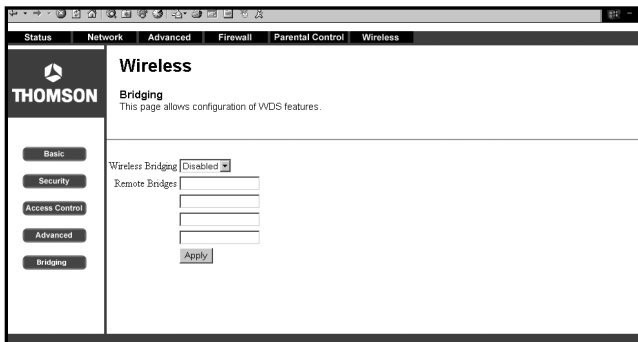 Status Network Advanced Firewall Parental Control Wireless
THOMSON
Wireless
Bridging
This page allows configuration of WDS features.
Basic
Security
Access Control
Advanced
Bridging
Wireless Bridging Disabled
Remote Bridges
Apply